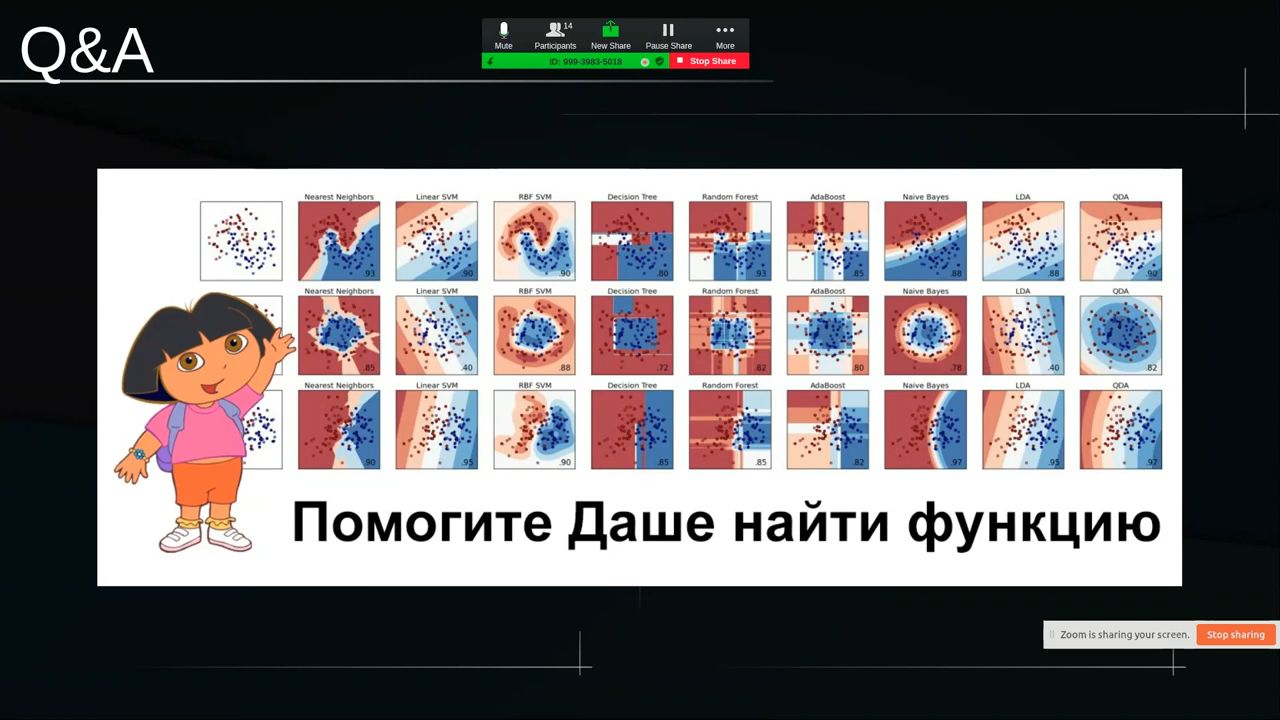 Q&A
Mute
Participants
14
New Share
Pause Share
More
ID: 999-3983-5018
Stop Share
Nearest Neighbors Linear SVM RBF SVM Decision Tree Random Forest AdaBoost Naive Bayes LDA QDA
.93 .90 .90 .80 .93 .85 .88 .88 .90
Nearest Neighbors Linear SVM RBF SVM Decision Tree Random Forest AdaBoost Naive Bayes LDA QDA
.85 .40 .88 .72 .82 .80 .78 .40 .82
Nearest Neighbors Linear SVM RBF SVM Decision Tree Random Forest AdaBoost Naive Bayes LDA QDA
.90 .95 .90 .85 .85 .82 .97 .95 .97
Помогите Даше найти функцию
Zoom is sharing your screen.
Stop sharing